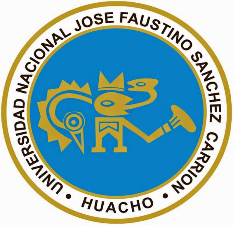 UNIVERSIDAD NACIONAL JOSE FAUSTINO SANCHEZ CARRION
• HUACHO •